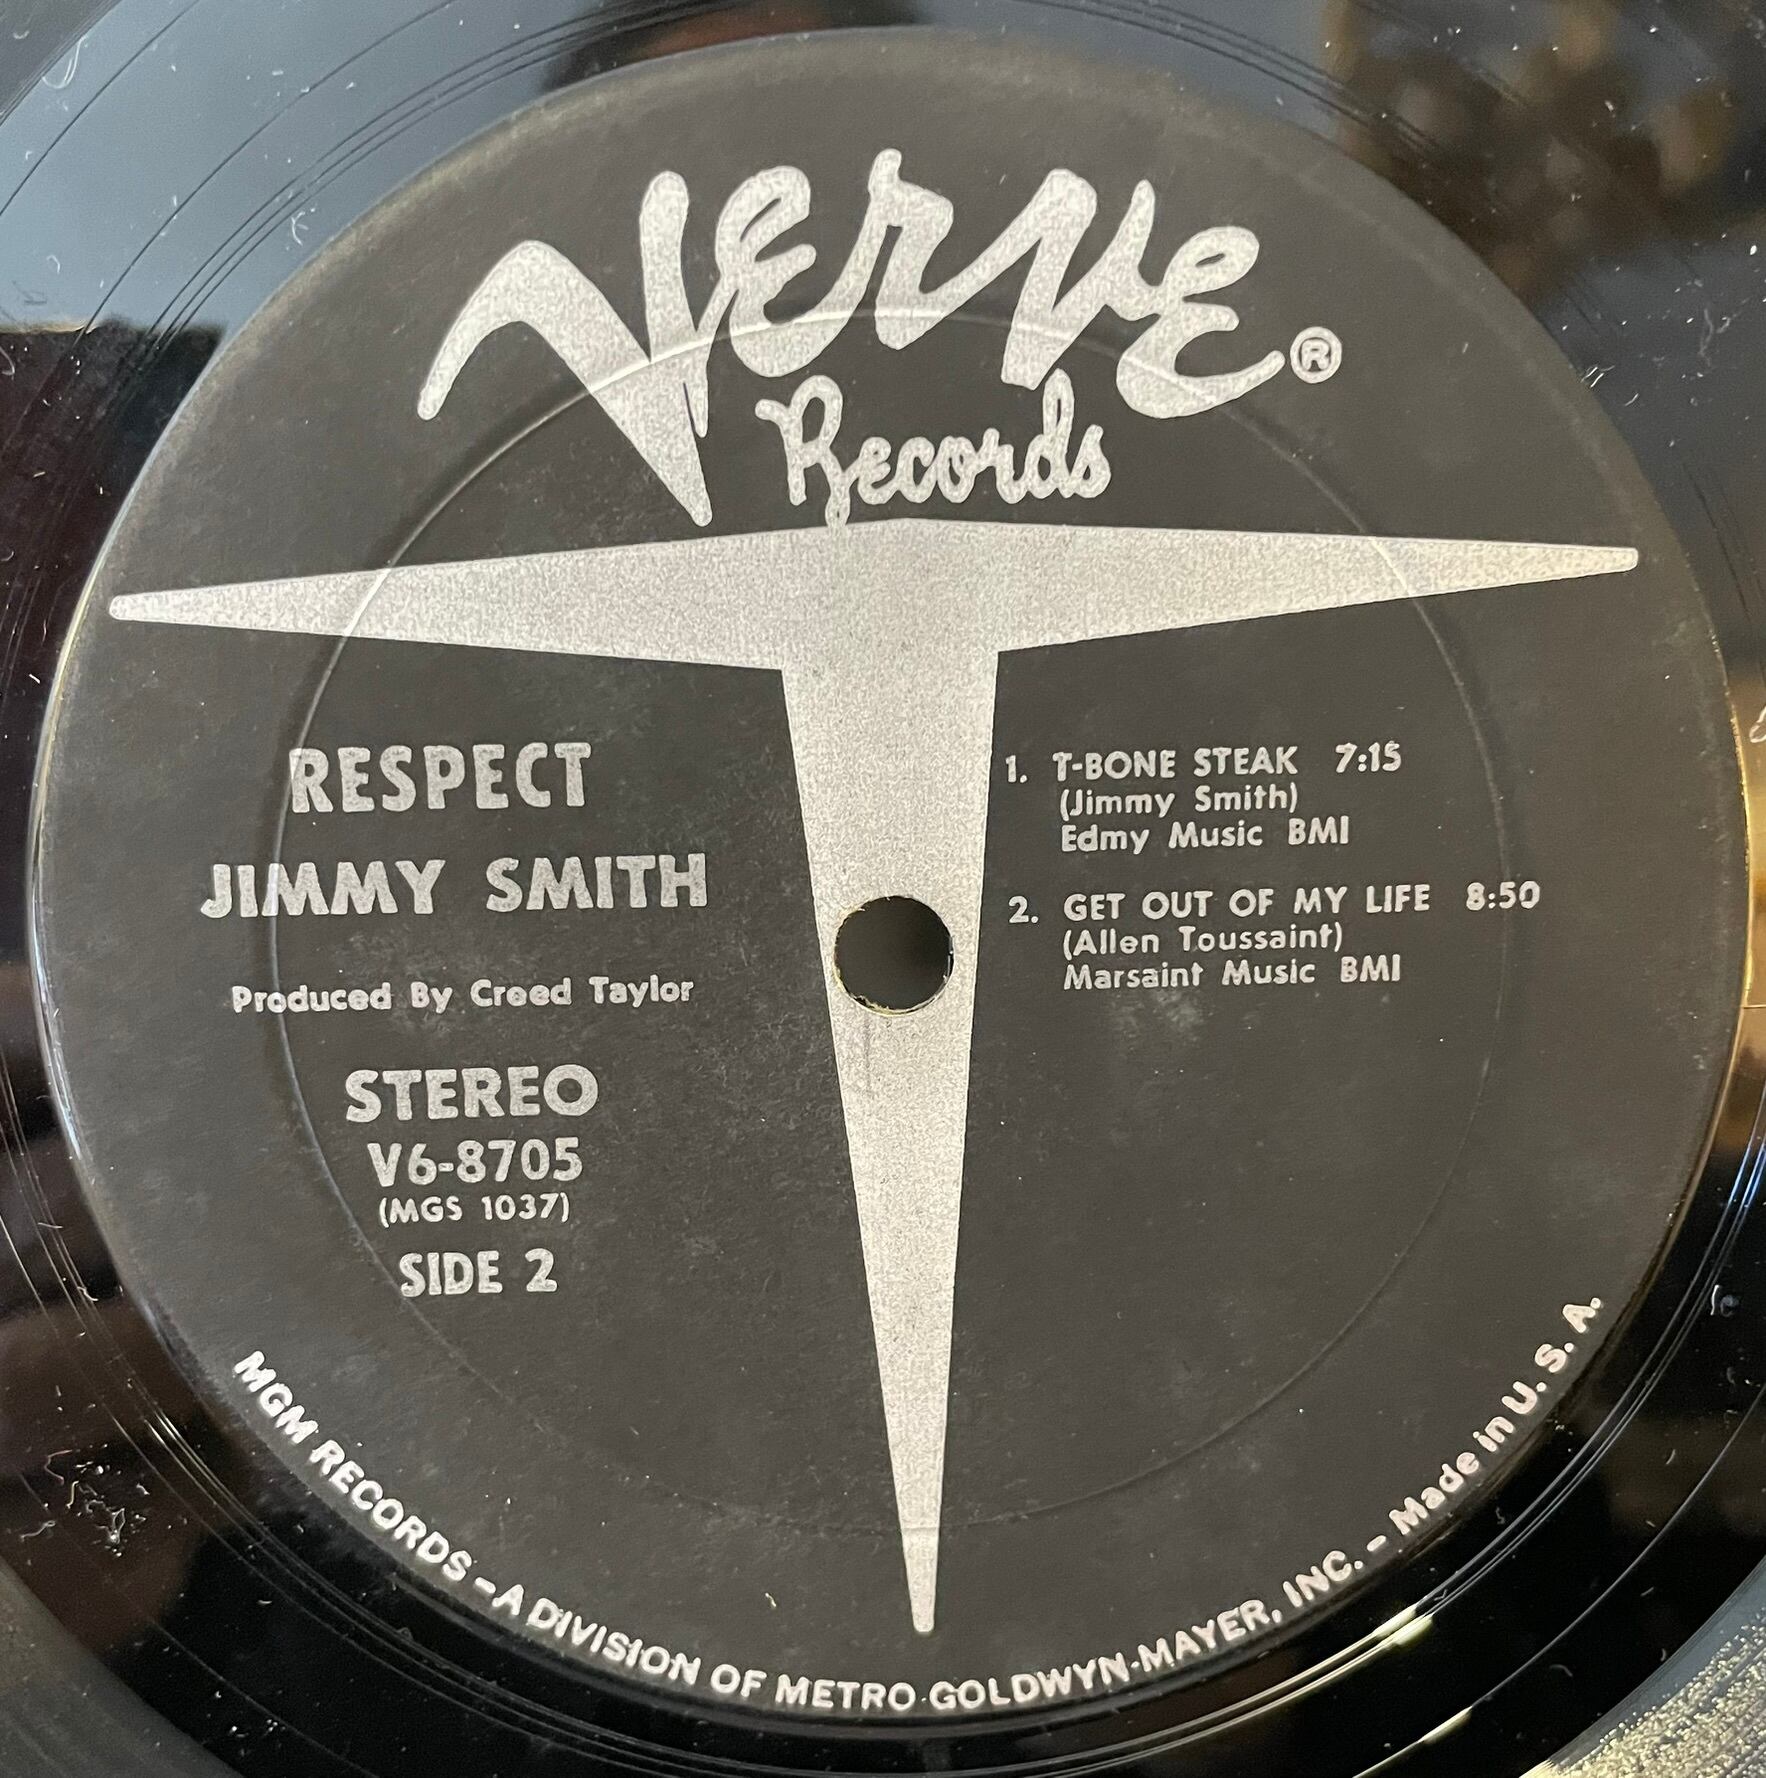 Verve®
Records
RESPECT
JIMMY SMITH
Produced By Creed Taylor
STEREO
V6-8705
(MGS 1037)
SIDE 2
1. T-BONE STEAK 7:15
(Jimmy Smith)
Edmy Music BMI
2. GET OUT OF MY LIFE 8:50
(Allen Toussaint)
Marsaint Music BMI
MGM RECORDS - A DIVISION OF METRO-GOLDWYN-MAYER, INC. - Made in U. S. A.